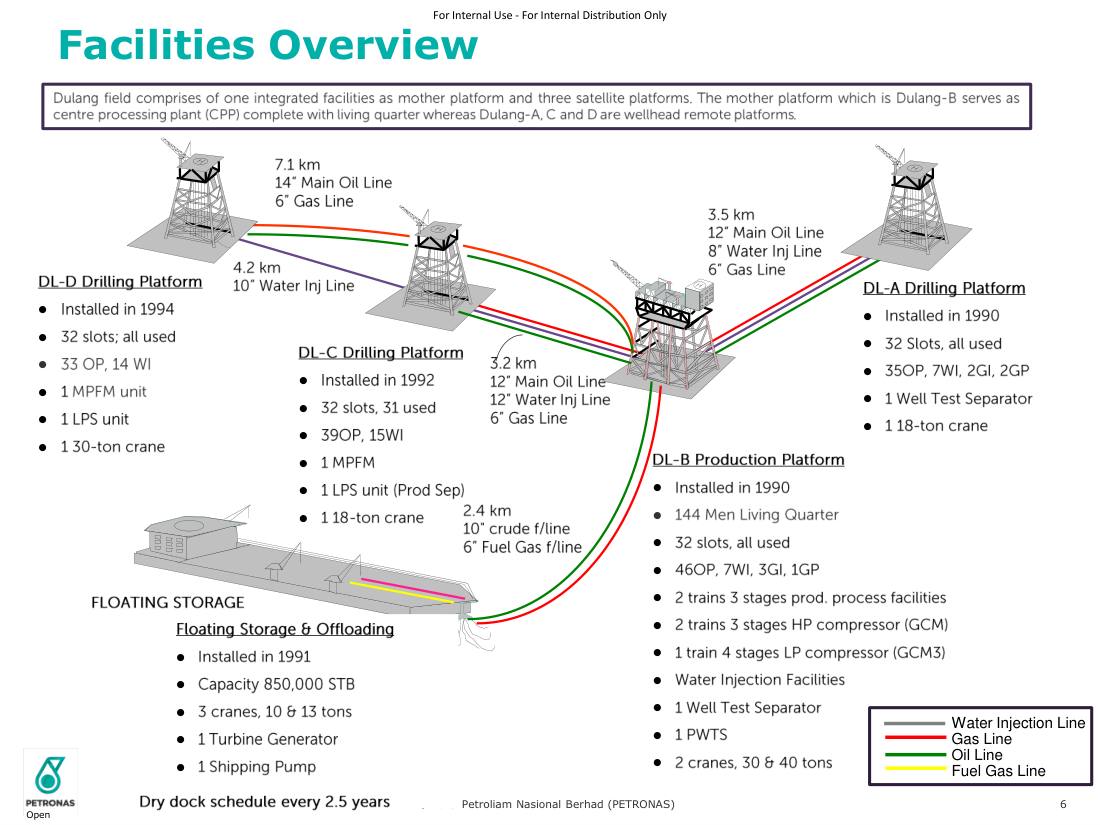 For Internal Use - For Internal Distribution Only
Facilities Overview
Dulang field comprises of one integrated facilities as mother platform and three satellite platforms. The mother platform which is Dulang-B serves as
centre processing plant (CPP) complete with living quarter whereas Dulang-A, C and D are wellhead remote platforms.
7.1 km
14” Main Oil Line
6” Gas Line
3.5 km
12” Main Oil Line
8” Water Inj Line
6” Gas Line
4.2 km
10” Water Inj Line
DL-D Drilling Platform
● Installed in 1994
● 32 slots; all used
● 33 OP, 14 WI
● 1 MPFM unit
● 1 LPS unit
● 1 30-ton crane
DL-C Drilling Platform
● Installed in 1992
● 32 slots, 31 used
● 39OP, 15WI
● 1 MPFM
● 1 LPS unit (Prod Sep)
● 1 18-ton crane
3.2 km
12” Main Oil Line
12” Water Inj Line
6” Gas Line
DL-A Drilling Platform
● Installed in 1990
● 32 Slots, all used
● 35OP, 7WI, 2GI, 2GP
● 1 Well Test Separator
● 1 18-ton crane
2.4 km
10" crude f/line
6” Fuel Gas f/line
DL-B Production Platform
● Installed in 1990
● 144 Men Living Quarter
● 32 slots, all used
● 46OP, 7WI, 3GI, 1GP
● 2 trains 3 stages prod. process facilities
● 2 trains 3 stages HP compressor (GCM)
● 1 train 4 stages LP compressor (GCM3)
● Water Injection Facilities
● 1 Well Test Separator
● 1 PWTS
● 2 cranes, 30 & 40 tons
FLOATING STORAGE
Floating Storage & Offloading
● Installed in 1991
● Capacity 850,000 STB
● 3 cranes, 10 & 13 tons
● 1 Turbine Generator
● 1 Shipping Pump
Dry dock schedule every 2.5 years
Water Injection Line
Gas Line
Oil Line
Fuel Gas Line
PETRONAS
Open
Petroliam Nasional Berhad (PETRONAS)
6